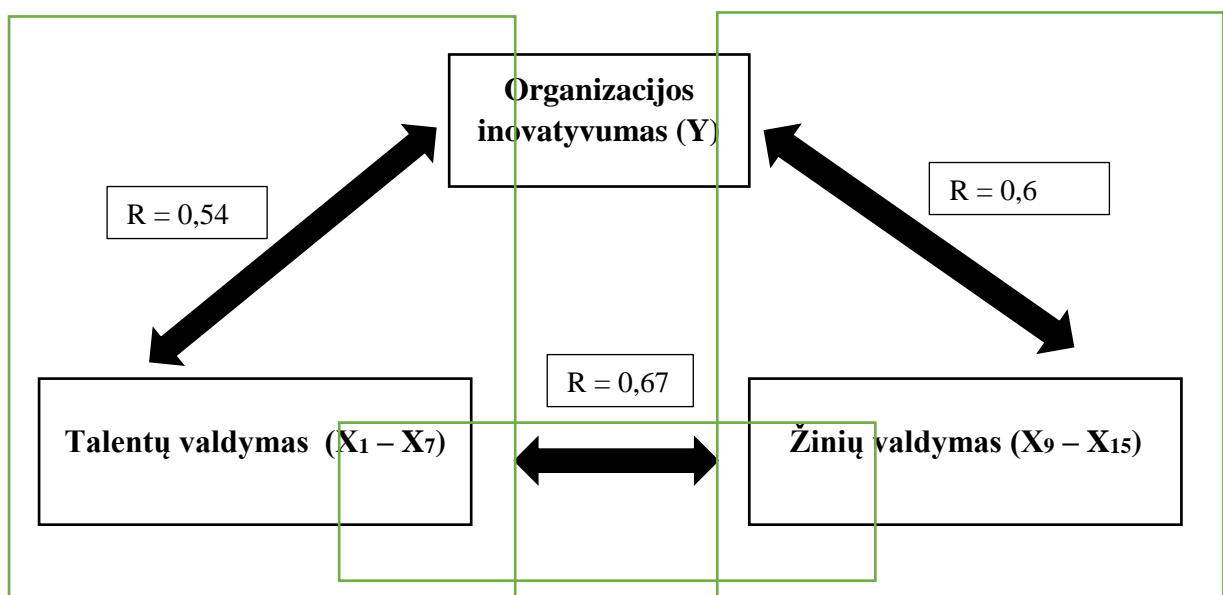 Organizacijos
inovatyvumas (Y)
R = 0,54
R = 0,6
R = 0,67
Talentų valdymas (X₁ – X₇)
Žinių valdymas (X₉ – X₁₅)